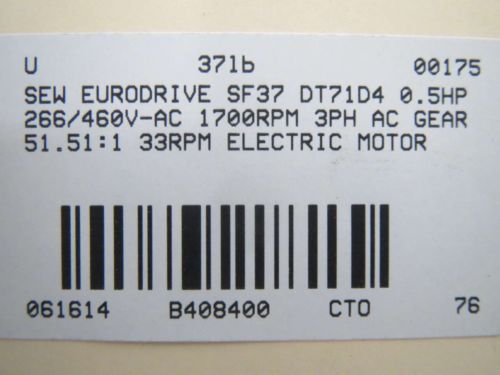 U 37lb 00175
SEW EURODRIVE SF37 DT71D4 0.5HP
266/460V-AC 1700RPM 3PH AC GEAR
51.51:1 33RPM ELECTRIC MOTOR
061614 B408400 CTO 76